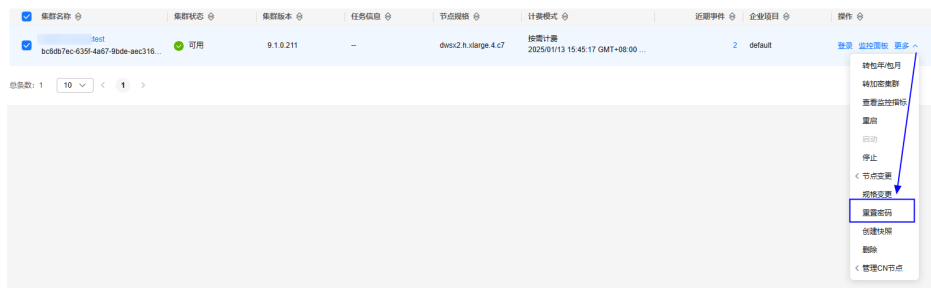 集群名称 集群状态 集群版本 任务信息 节点规格 计费模式 近期事件 企业项目 操作
test
bc6db7ec-635f-4a67-9bde-aec316...
可用 9.1.0.211 -- dwsx2.h.xlarge.4.c7
按需计费
2025/01/13 15:45:17 GMT+08:00 ...
2 default 登录 监控面板 更多
转包年/包月
总条数: 1 10 < 1 >
转加密集群
查看监控指标
重启
启动
停止
< 节点变更
规格变更
重置密码
创建快照
删除
< 管理CN节点